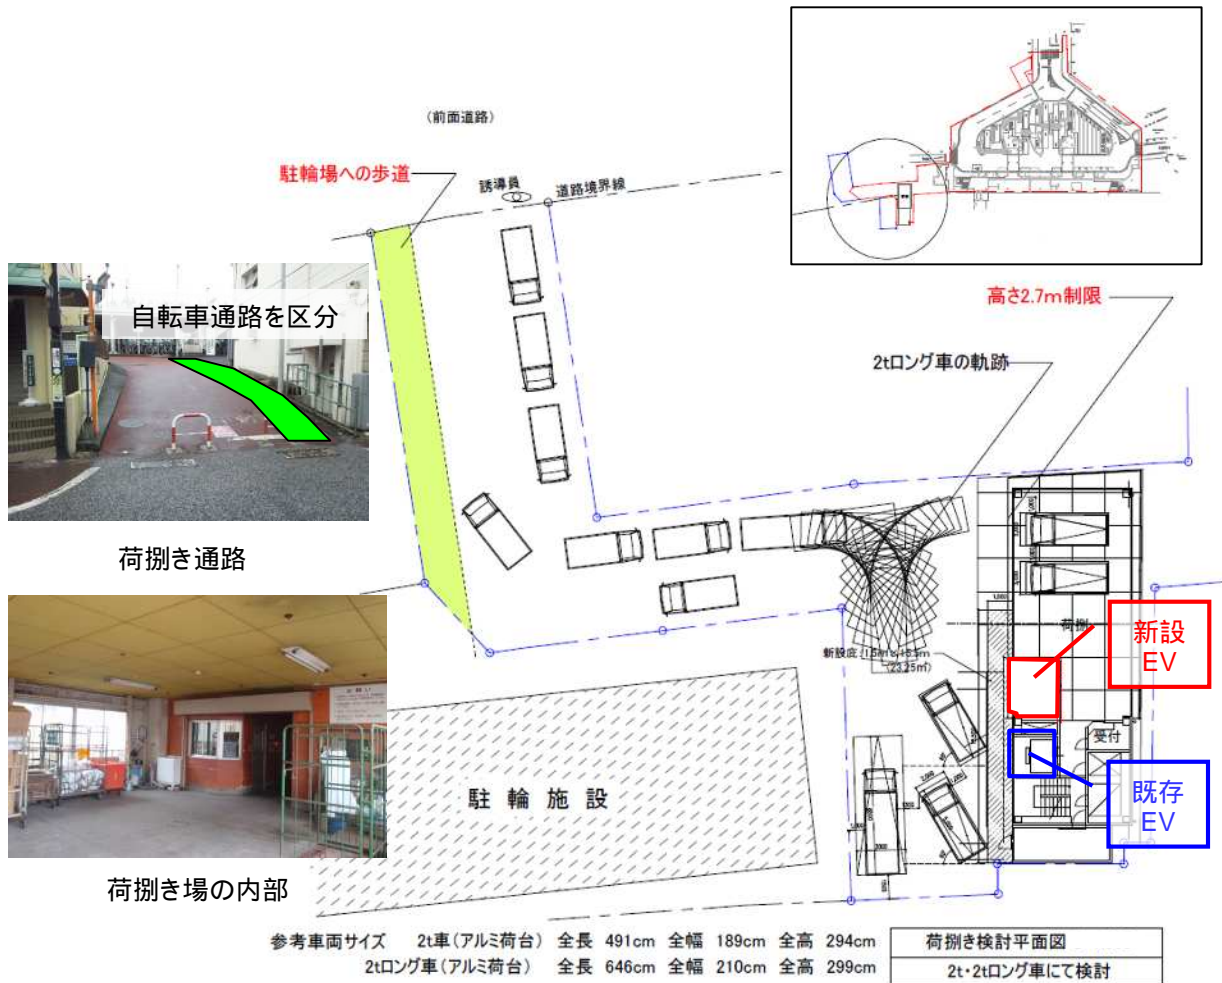 (前面道路)
駐輪場への歩道
誘導員
道路境界線
自転車通路を区分
高さ2.7m制限
2tロング車の軌跡
荷捌き通路
荷捌
新設
EV
(23.25㎡)
受付
既存
EV
駐輪施設
荷捌き場の内部
参考車両サイズ 2t車(アルミ荷台) 全長 491cm 全幅 189cm 全高 294cm
2tロング車(アルミ荷台) 全長 646cm 全幅 210cm 全高 299cm
荷捌き検討平面図
2t・2tロング車にて検討